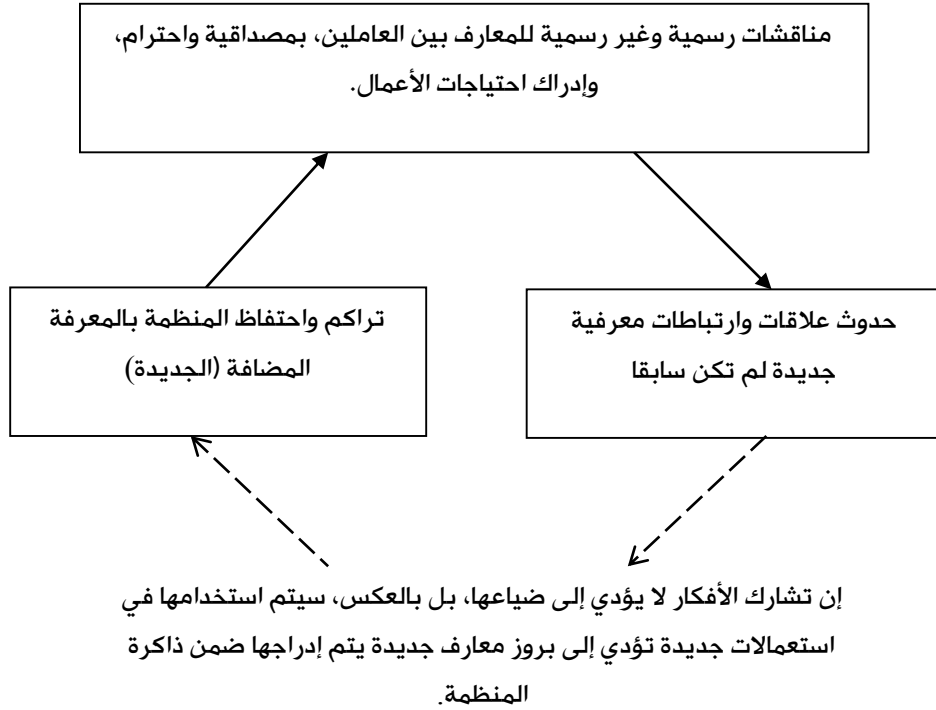 مناقشات رسمية وغير رسمية للمعارف بين العاملين، بمصداقية واحترام،
وإدراك احتياجات الأعمال.
حدوث علاقات وارتباطات معرفية
جديدة لم تكن سابقا
تراكم واحتفاظ المنظمة بالمعرفة
المضافة (الجديدة)
إن تشارك الأفكار لا يؤدي إلى ضياعها، بل بالعكس، سيتم استخدامها في
استعمالات جديدة تؤدي إلى بروز معارف جديدة يتم إدراجها ضمن ذاكرة
المنظمة.